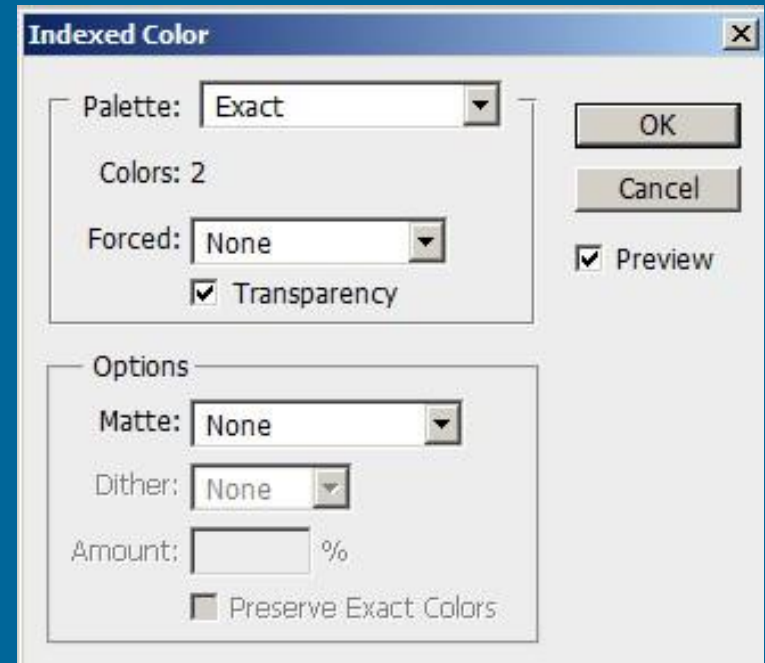 Indexed Color
Palette: Exact
OK
Colors: 2
Cancel
Forced: None
Preview
Transparency
Options
Matte: None
Dither: None
Amount: %
Preserve Exact Colors